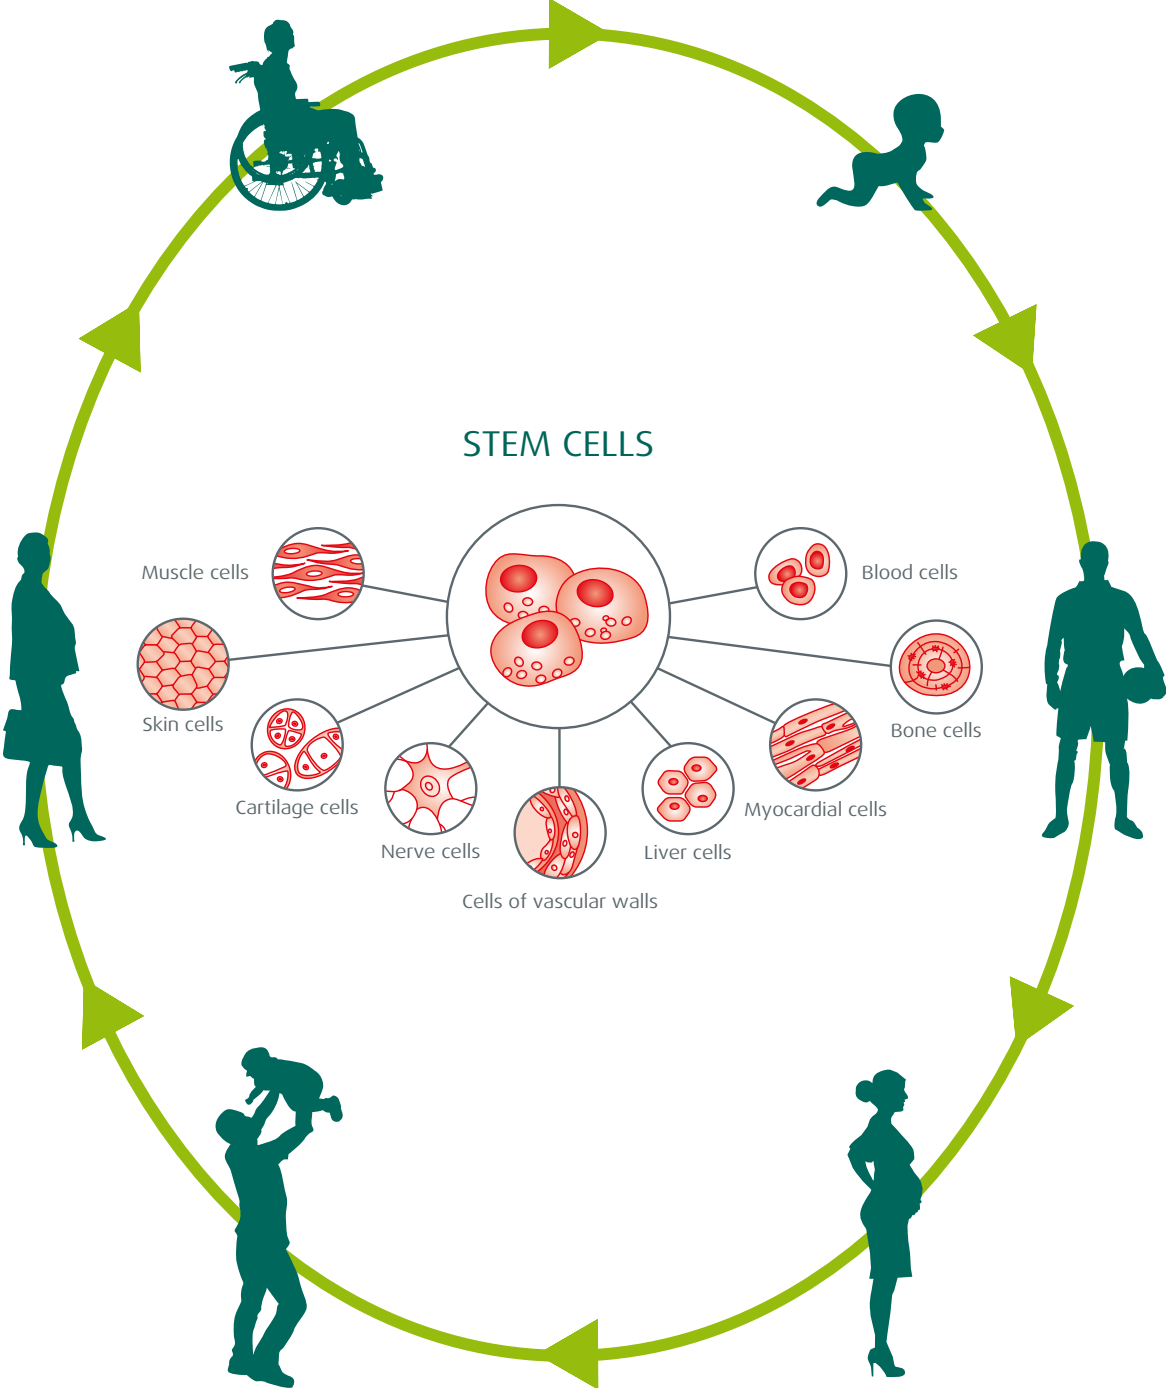 STEM CELLS
Muscle cells
Blood cells
Skin cells
Bone cells
Cartilage cells
Myocardial cells
Nerve cells
Liver cells
Cells of vascular walls